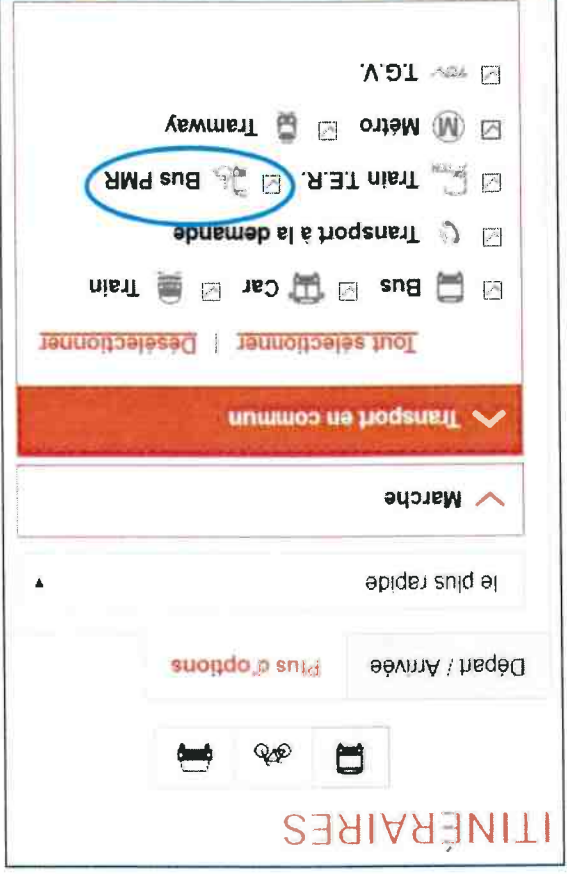 ITINÉRAIRES
Départ / Arrivée Plus d'options
le plus rapide
Marche
Transport en commun
Tout sélectionner | Désélectionner
Bus Car Train
Transport à la demande
Train T.E.R. Bus PMR
M Métro Tramway
TGV T.G.V.